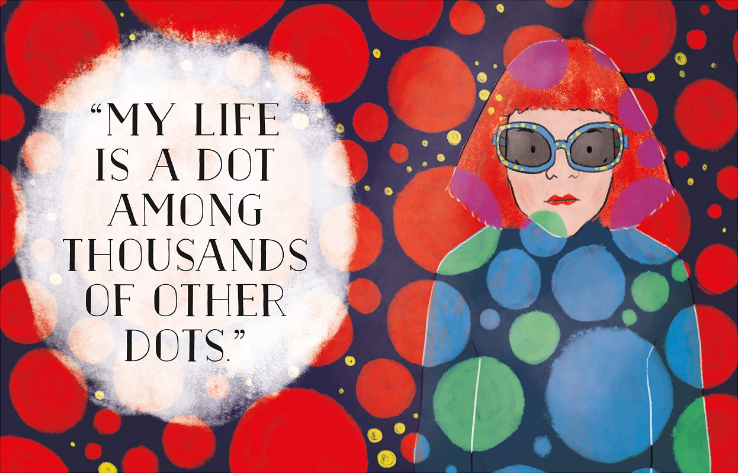 “MY LIFE
IS A DOT
AMONG
THOUSANDS
OF OTHER
DOTS.”